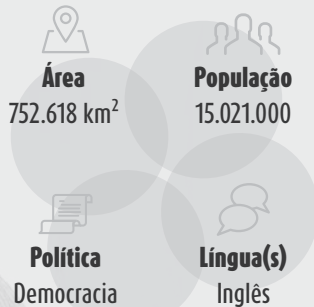 Área
752.618 km²
População
15.021.000
Política
Democracia
Língua(s)
Inglês